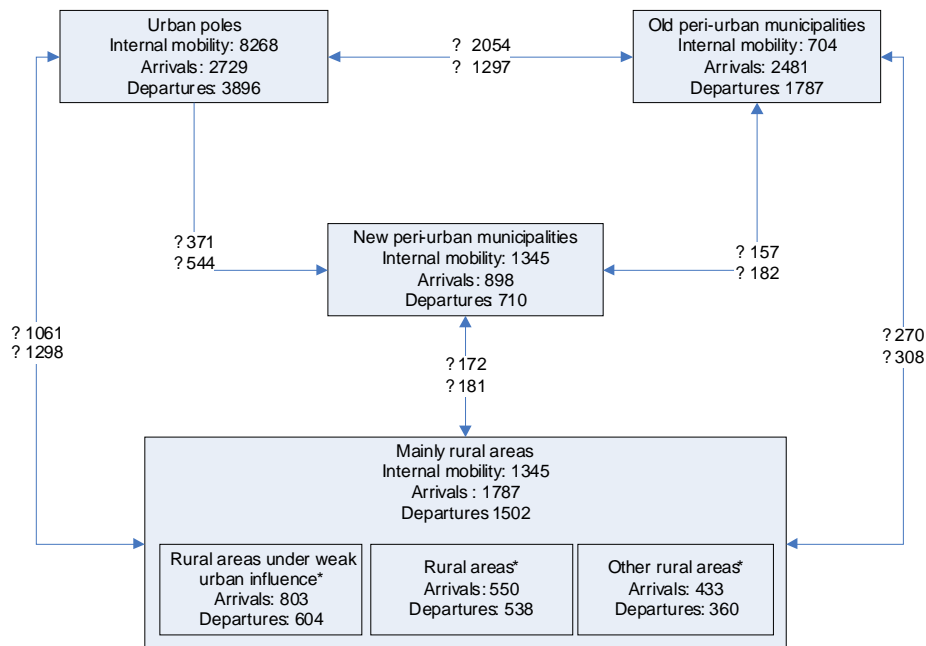 Urban poles
Internal mobility: 8268
Arrivals: 2729
Departures: 3896
? 2054
? 1297
Old peri-urban municipalities
Internal mobility: 704
Arrivals: 2481
Departures: 1787
? 371
? 544
New peri-urban municipalities
Internal mobility: 1345
Arrivals: 898
Departures: 710
? 157
? 182
? 1061
? 1298
? 172
? 181
? 270
? 308
Mainly rural areas
Internal mobility: 1345
Arrivals : 1787
Departures 1502
Rural areas under weak
urban influence*
Arrivals: 803
Departures: 604
Rural areas*
Arrivals: 550
Departures: 538
Other rural areas*
Arrivals: 433
Departures: 360